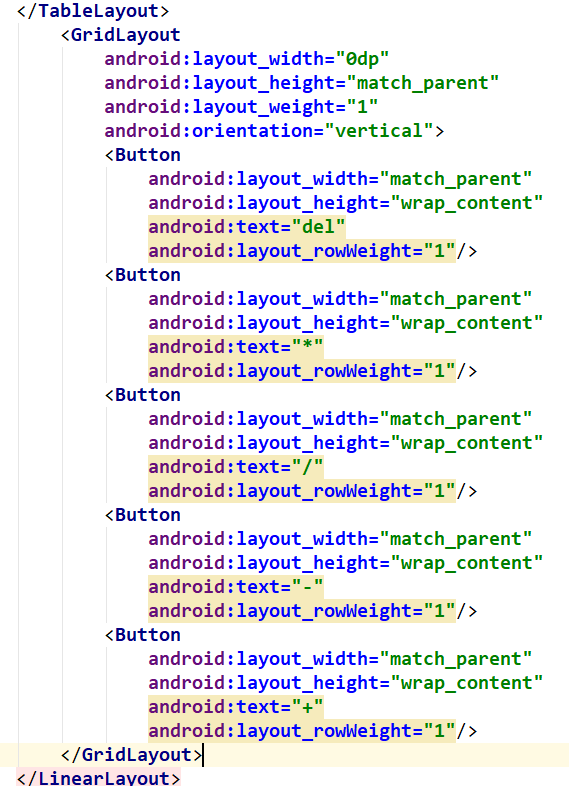 </TableLayout>
<GridLayout
android:layout_width="0dp"
android:layout_height="match_parent"
android:layout_weight="1"
android:orientation="vertical">
<Button
android:layout_width="match_parent"
android:layout_height="wrap_content"
android:text="del"
android:layout_rowWeight="1"/>
<Button
android:layout_width="match_parent"
android:layout_height="wrap_content"
android:text="*"
android:layout_rowWeight="1"/>
<Button
android:layout_width="match_parent"
android:layout_height="wrap_content"
android:text="/"
android:layout_rowWeight="1"/>
<Button
android:layout_width="match_parent"
android:layout_height="wrap_content"
android:text="-"
android:layout_rowWeight="1"/>
<Button
android:layout_width="match_parent"
android:layout_height="wrap_content"
android:text="+"
android:layout_rowWeight="1"/>
</GridLayout>
</LinearLayout>